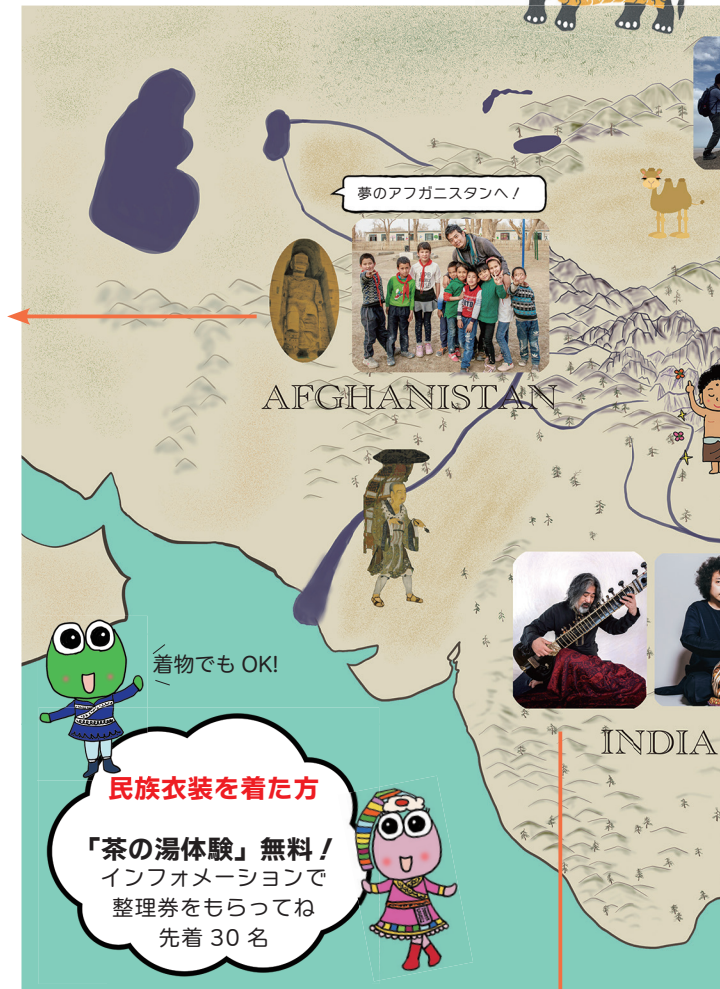 夢のアフガニスタンへ！
AFGHANISTAN
INDIA
着物でも OK!
民族衣装を着た方
「茶の湯体験」無料！
インフォメーションで
整理券をもらってね
先着 30 名